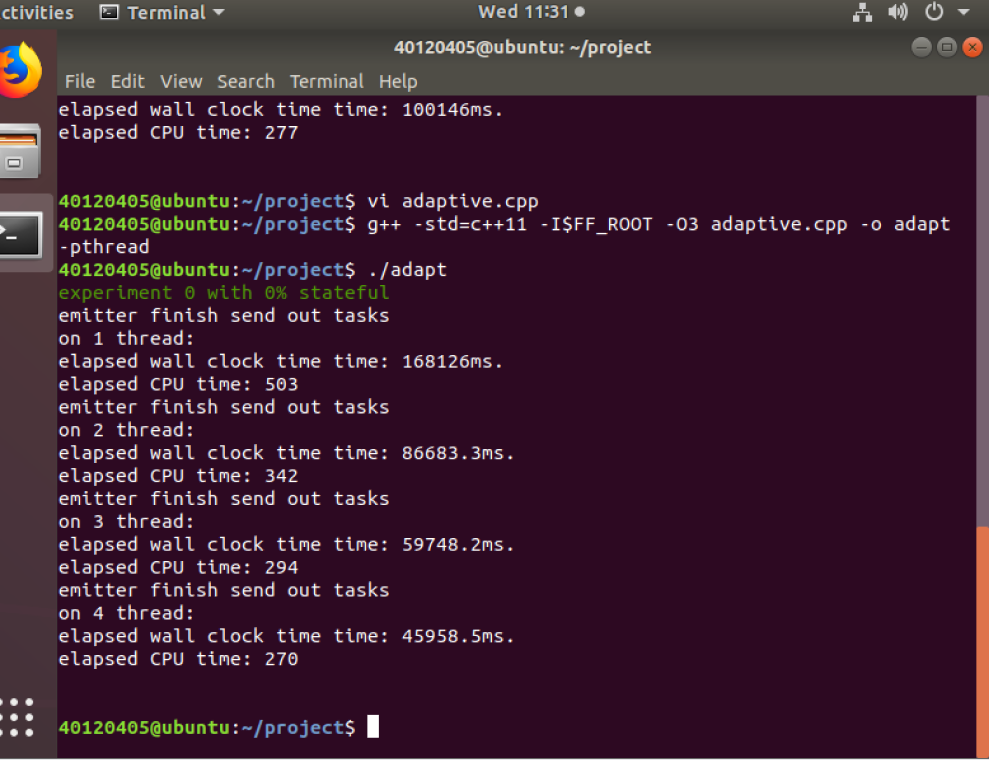 ctivities Terminal Wed 11:31
40120405@ubuntu: ~/project
File Edit View Search Terminal Help
elapsed wall clock time time: 100146ms.
elapsed CPU time: 277
40120405@ubuntu:~/project$ vi adaptive.cpp
40120405@ubuntu:~/project$ g++ -std=c++11 -I$FF_ROOT -O3 adaptive.cpp -o adapt
-pthread
40120405@ubuntu:~/project$ ./adapt
experiment 0 with 0% stateful
emitter finish send out tasks
on 1 thread:
elapsed wall clock time time: 168126ms.
elapsed CPU time: 503
emitter finish send out tasks
on 2 thread:
elapsed wall clock time time: 86683.3ms.
elapsed CPU time: 342
emitter finish send out tasks
on 3 thread:
elapsed wall clock time time: 59748.2ms.
elapsed CPU time: 294
emitter finish send out tasks
on 4 thread:
elapsed wall clock time time: 45958.5ms.
elapsed CPU time: 270
40120405@ubuntu:~/project$